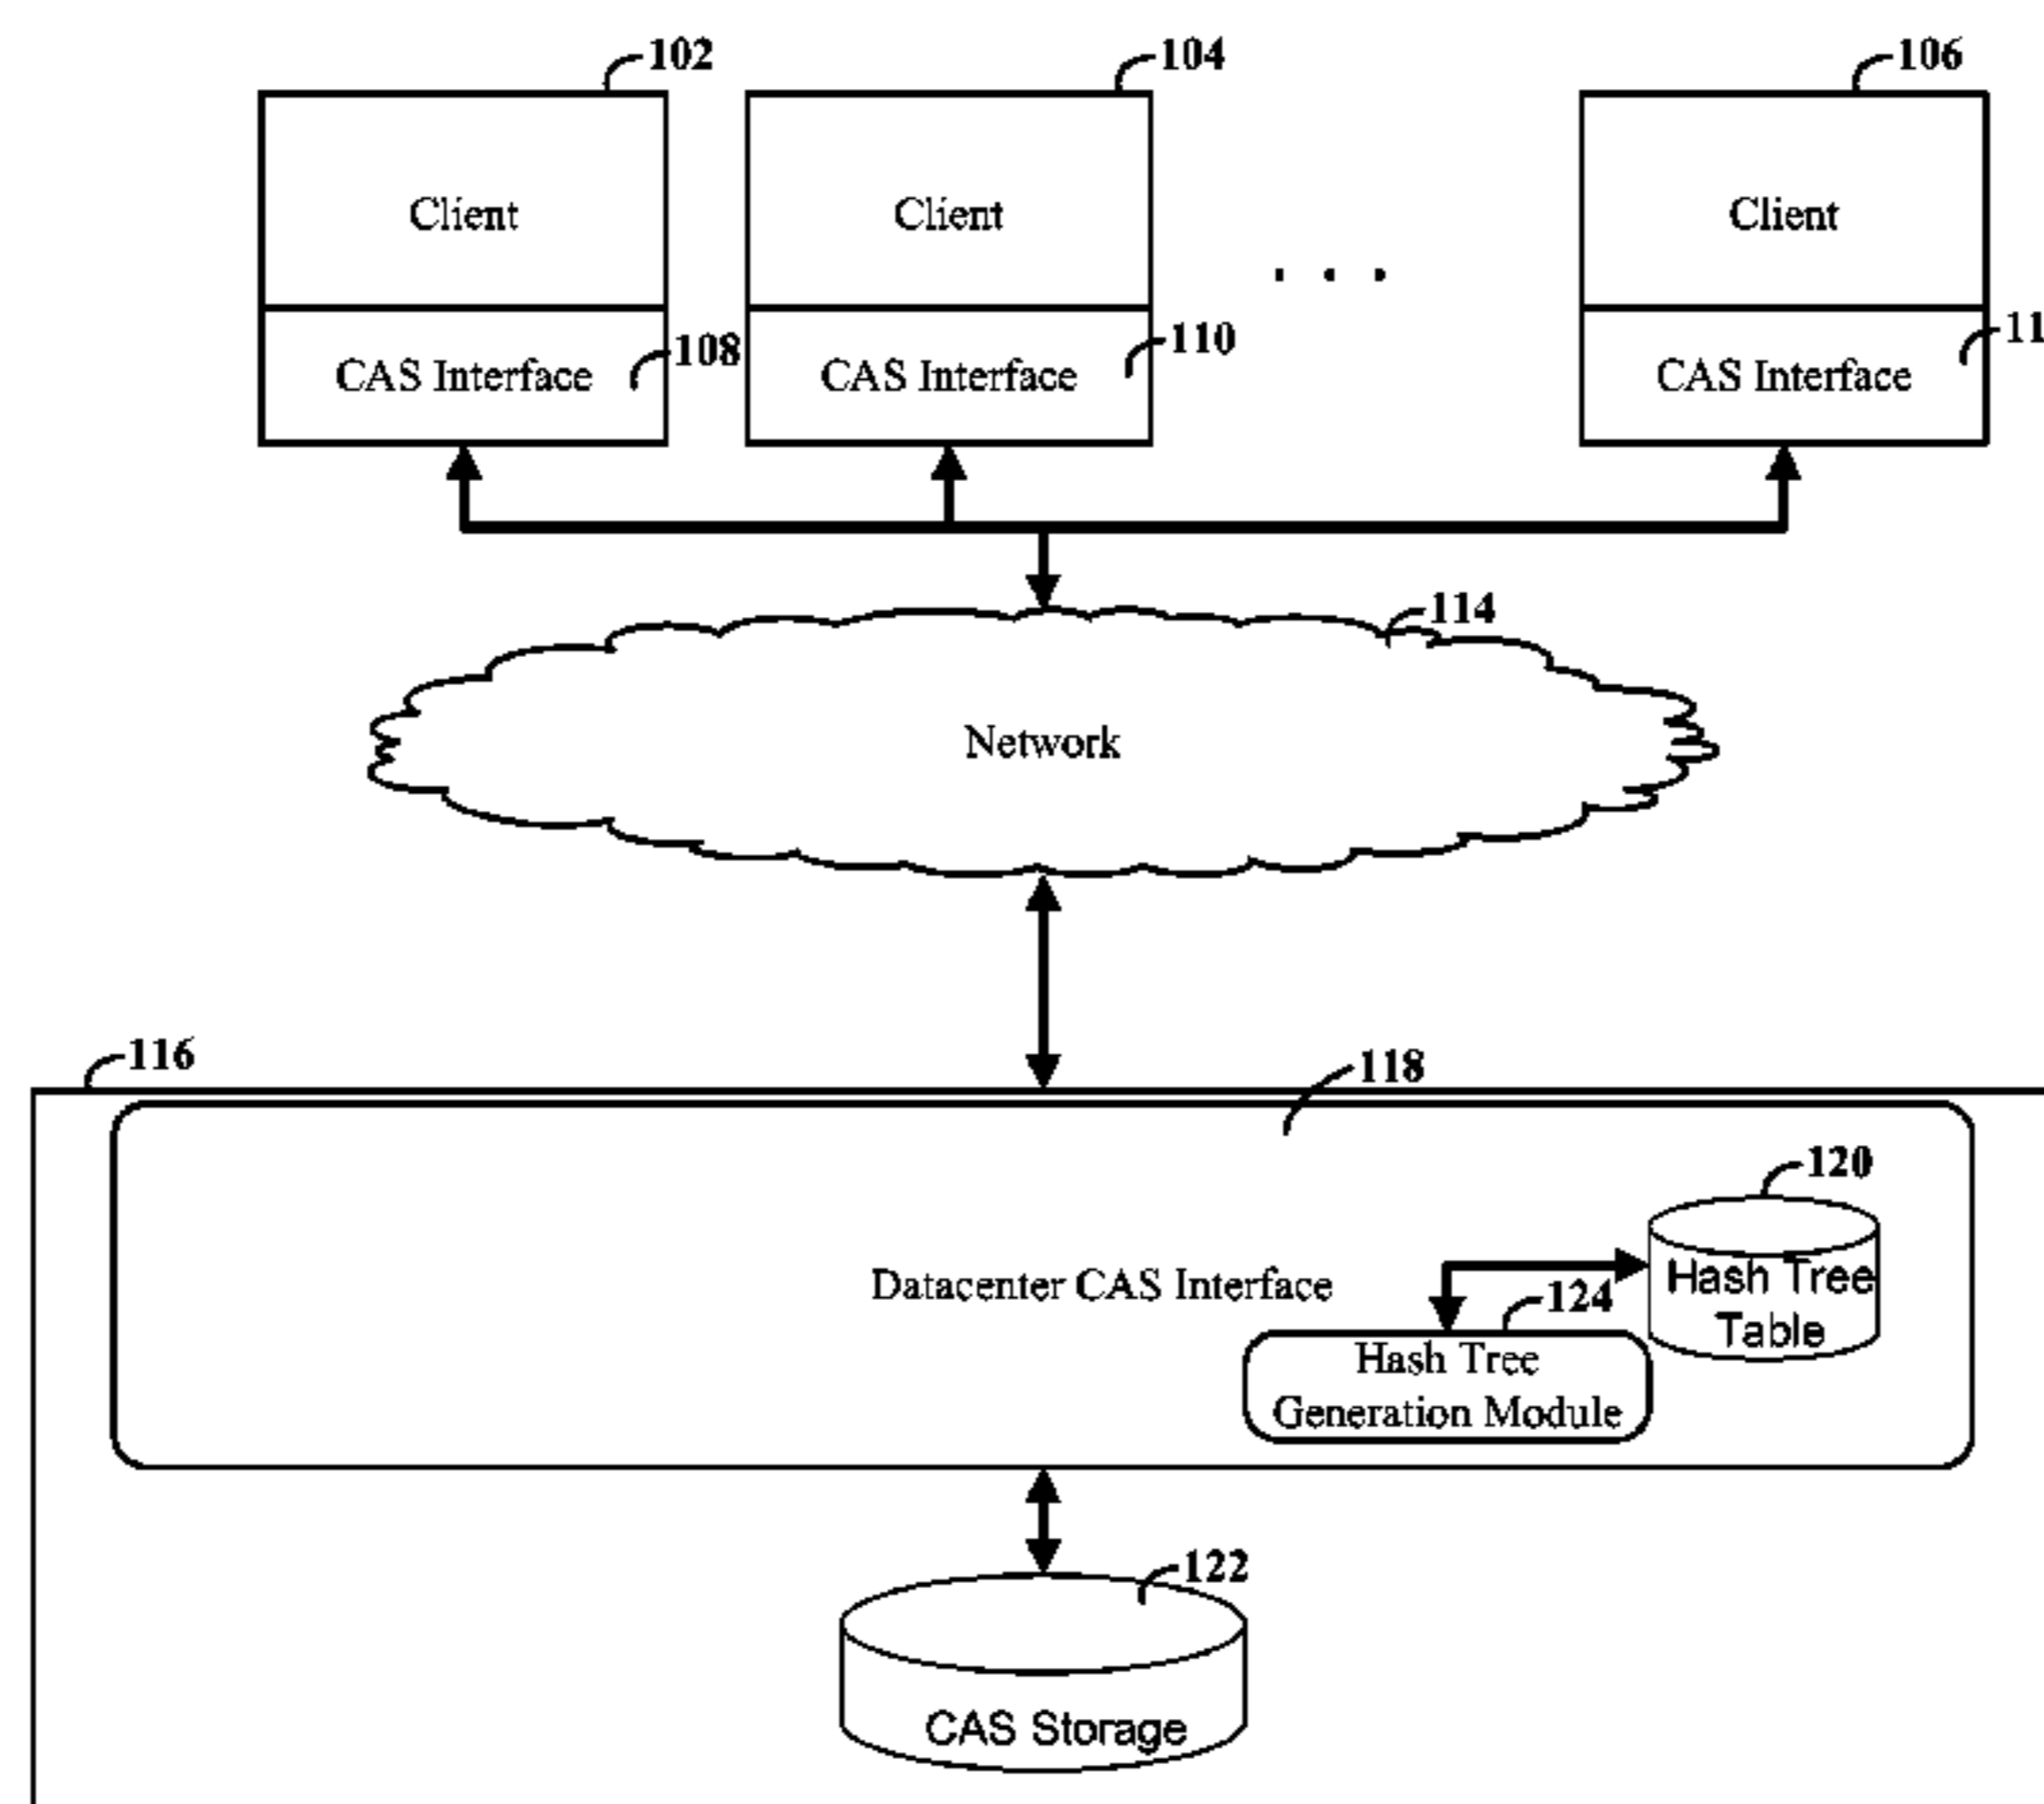 102
104
106
Client
Client
Client
CAS Interface
108
CAS Interface
110
CAS Interface
11
114
Network
116
118
120
Datacenter CAS Interface
Hash Tree
Table
124
Hash Tree
Generation Module
122
CAS Storage